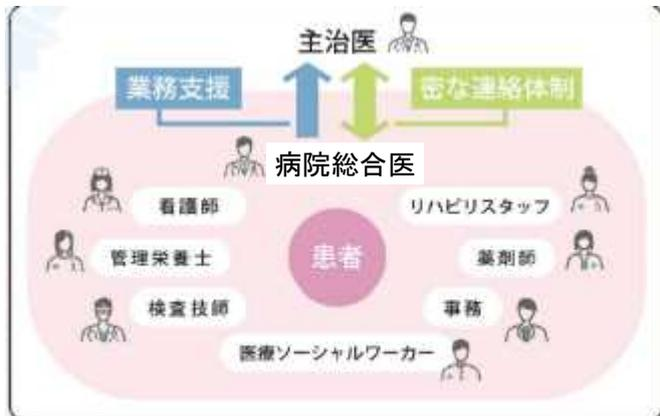 主治医
業務支援
密な連絡体制
病院総合医
看護師
リハビリスタッフ
管理栄養士
患者
薬剤師
検査技師
事務
医療ソーシャルワーカー